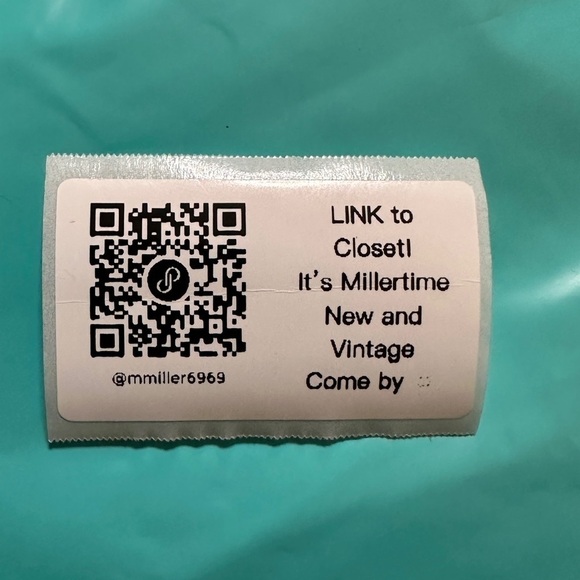 LINK to
Closet!
It's Millertime
New and
Vintage
Come by
@mmiller6969